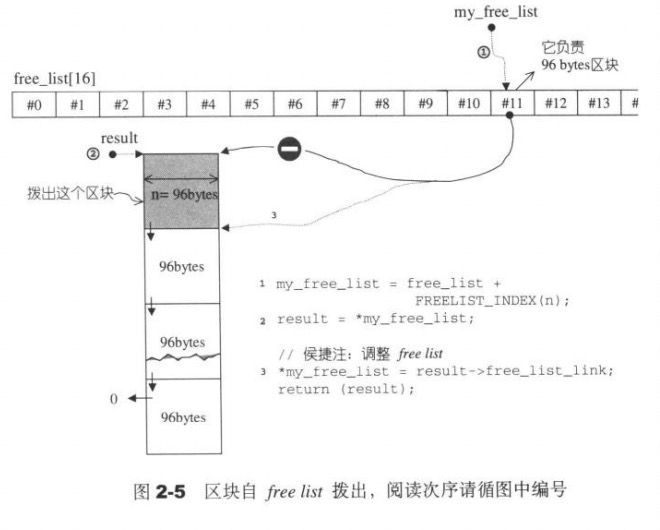 my_free_list
①
它负责
96 bytes区块
free_list[16]
#0 #1 #2 #3 #4 #5 #6 #7 #8 #9 #10 #11 #12 #13 #
result
②
拨出这个区块
n= 96bytes
3
96bytes
96bytes
0
96bytes
1 my_free_list = free_list +
FREELIST_INDEX(n);
2 result = *my_free_list;
// 侯捷注：调整 free list
3 *my_free_list = result->free_list_link;
return (result);
图 2-5 区块自 free list 拨出，阅读次序请循图中编号